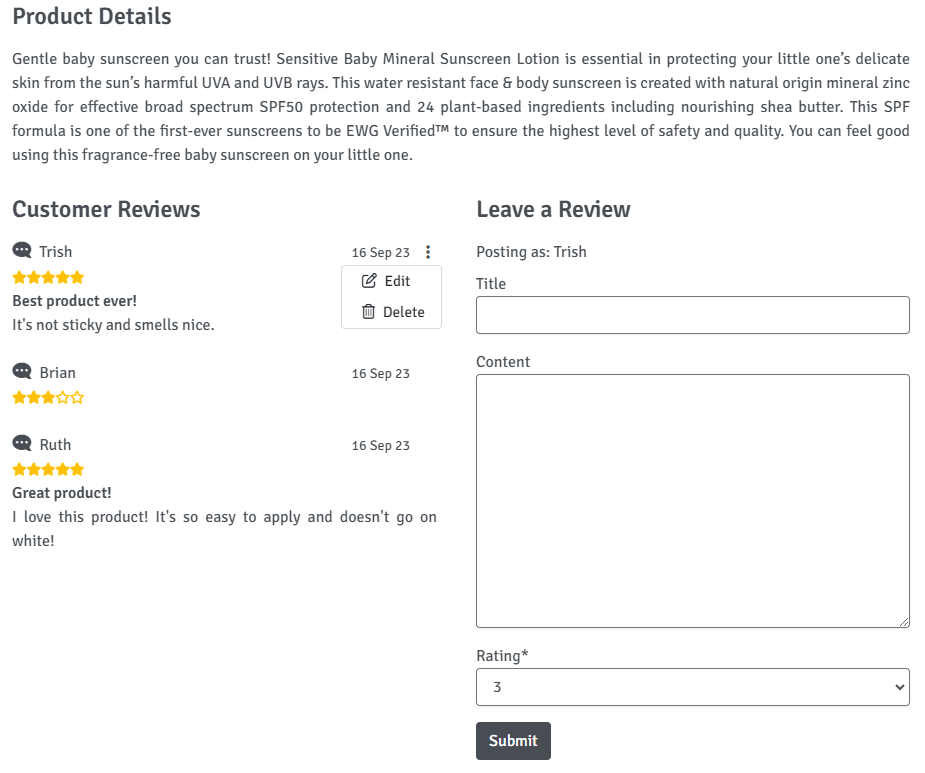 Product Details
Gentle baby sunscreen you can trust! Sensitive Baby Mineral Sunscreen Lotion is essential in protecting your little one’s delicate
skin from the sun’s harmful UVA and UVB rays. This water resistant face & body sunscreen is created with natural origin mineral zinc
oxide for effective broad spectrum SPF50 protection and 24 plant-based ingredients including nourishing shea butter. This SPF
formula is one of the first-ever sunscreens to be EWG Verified™ to ensure the highest level of safety and quality. You can feel good
using this fragrance-free baby sunscreen on your little one.
Customer Reviews
Trish 16 Sep 23
Edit
Delete
Best product ever!
It's not sticky and smells nice.
Brian 16 Sep 23
Ruth 16 Sep 23
Great product!
I love this product! It's so easy to apply and doesn't go on
white!
Leave a Review
Posting as: Trish
Title
Content
Rating*
3
Submit